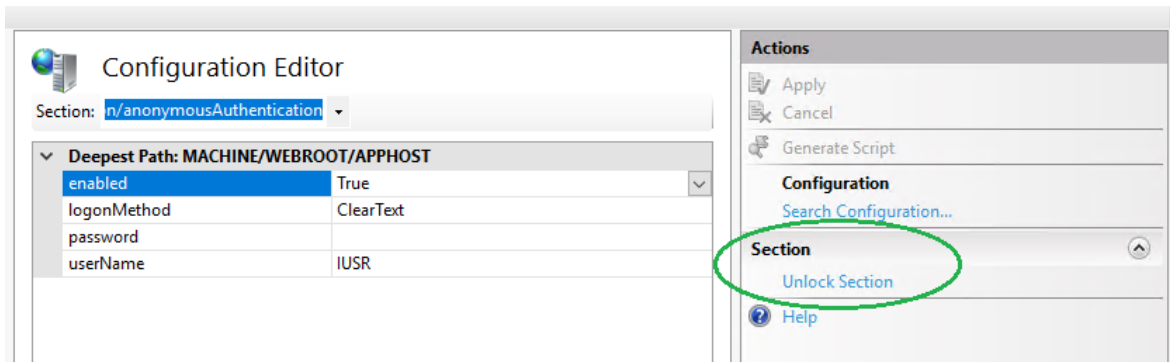 Configuration Editor
Section: n/anonymousAuthentication
Deepest Path: MACHINE/WEBROOT/APPHOST
enabled True
logonMethod ClearText
password
userName IUSR
Actions
Apply
Cancel
Generate Script
Configuration
Search Configuration...
Section
Unlock Section
Help